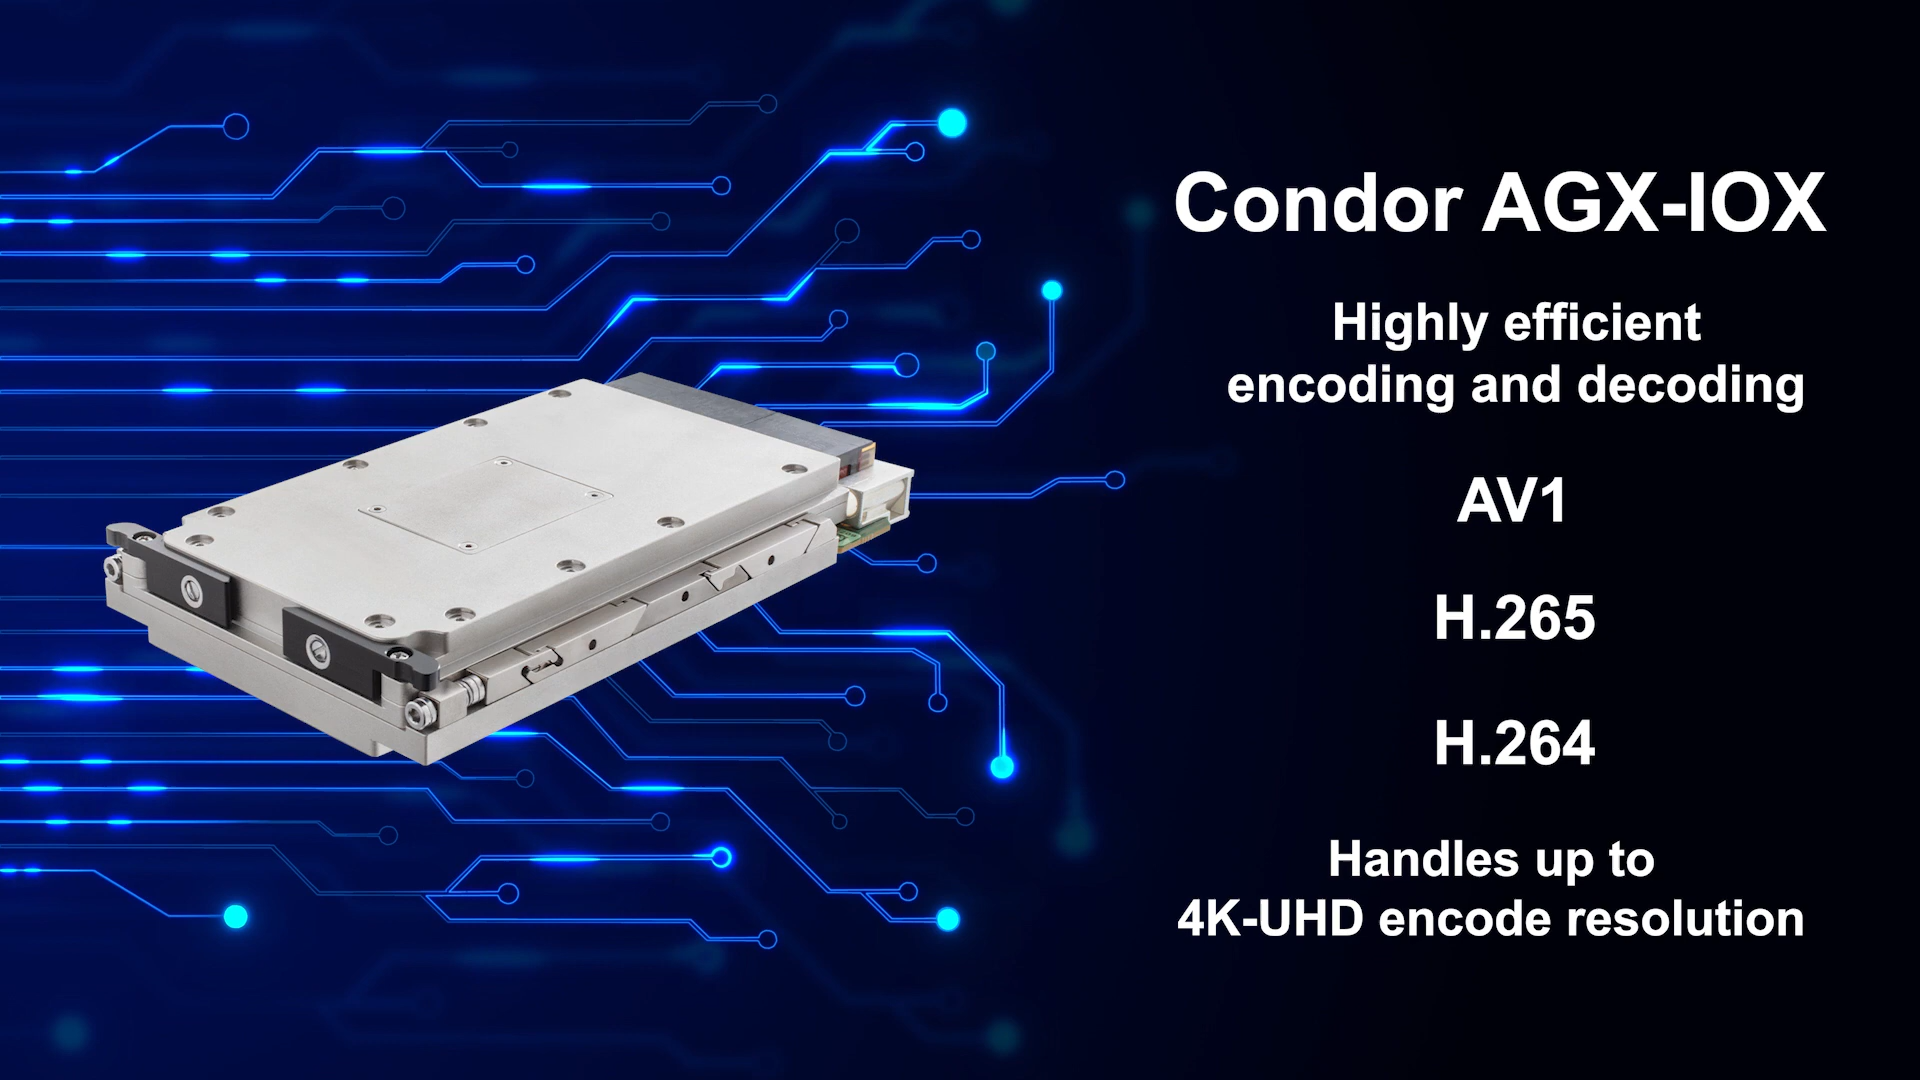 Condor AGX-IOX
Highly efficient
encoding and decoding
AV1
H.265
H.264
Handles up to
4K-UHD encode resolution